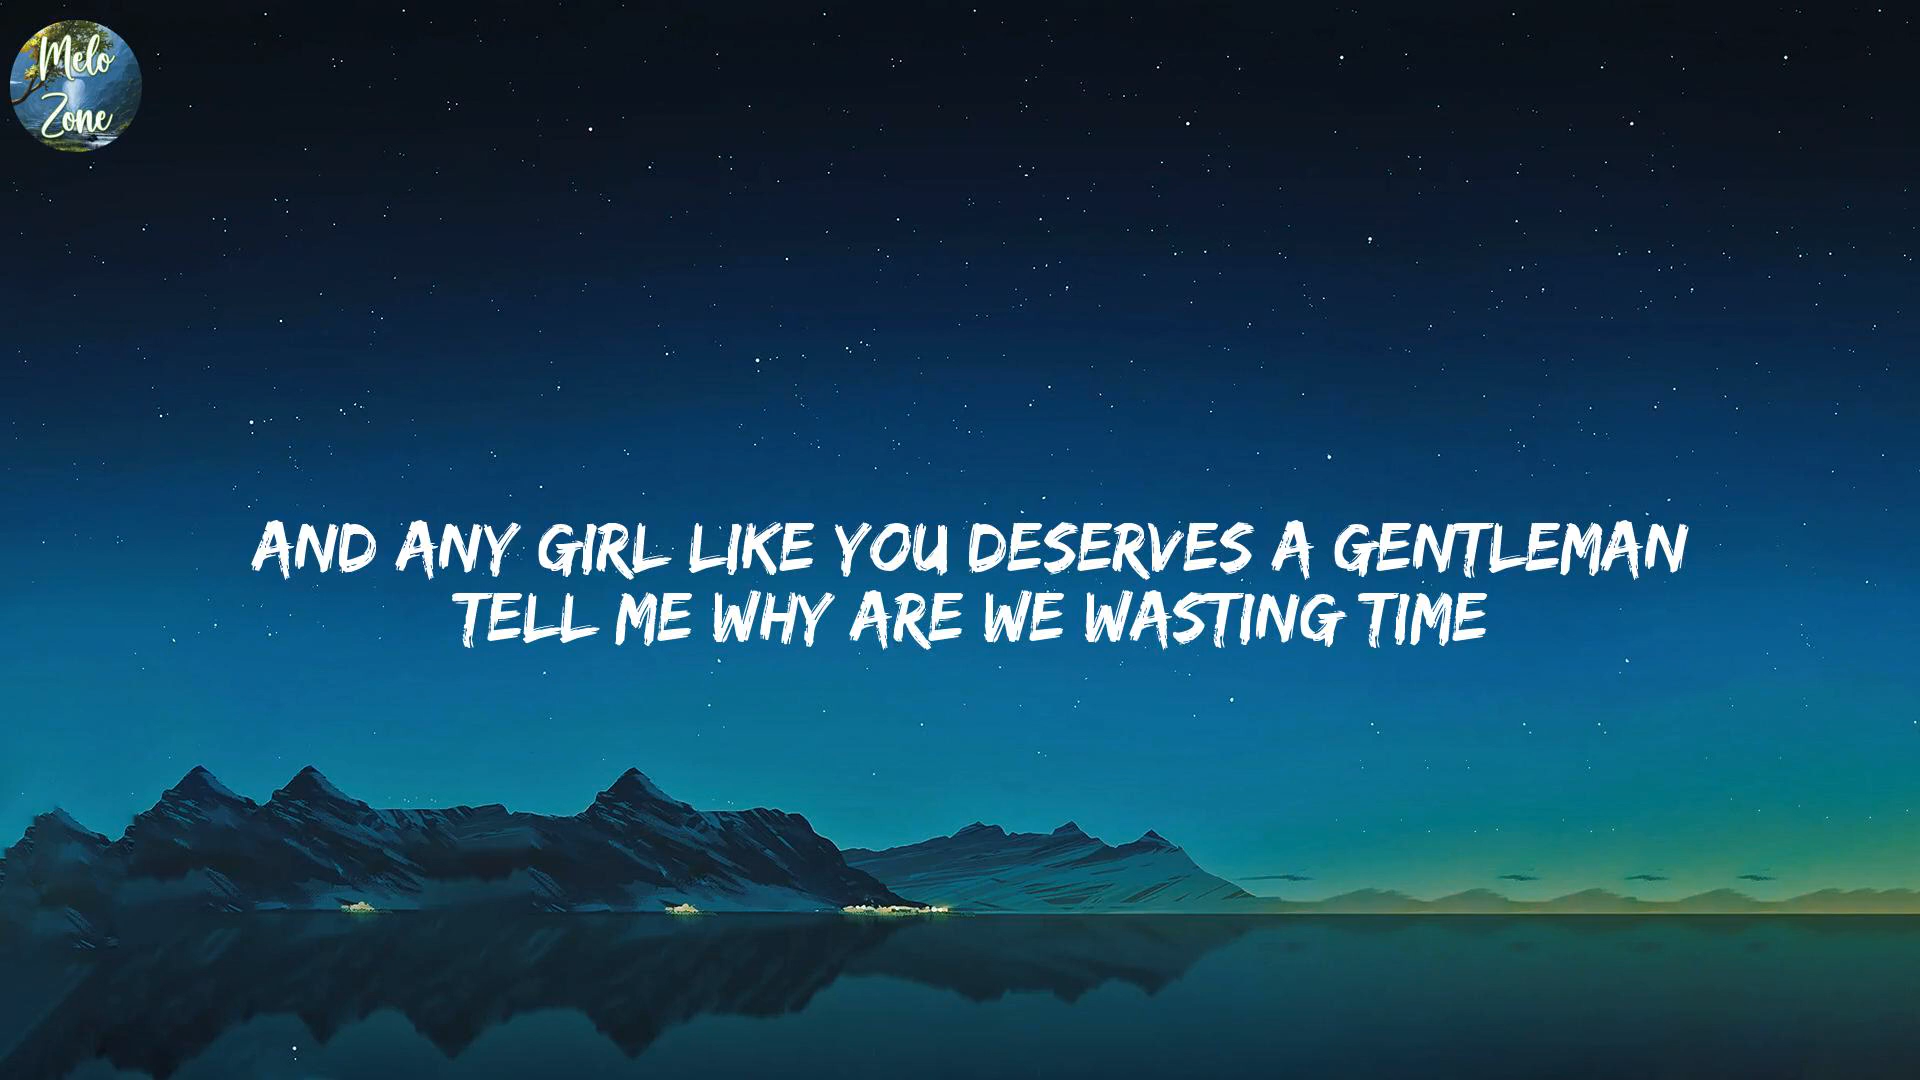 Melo
Zone
AND ANY GIRL LIKE YOU DESERVES A GENTLEMAN
TELL ME WHY ARE WE WASTING TIME